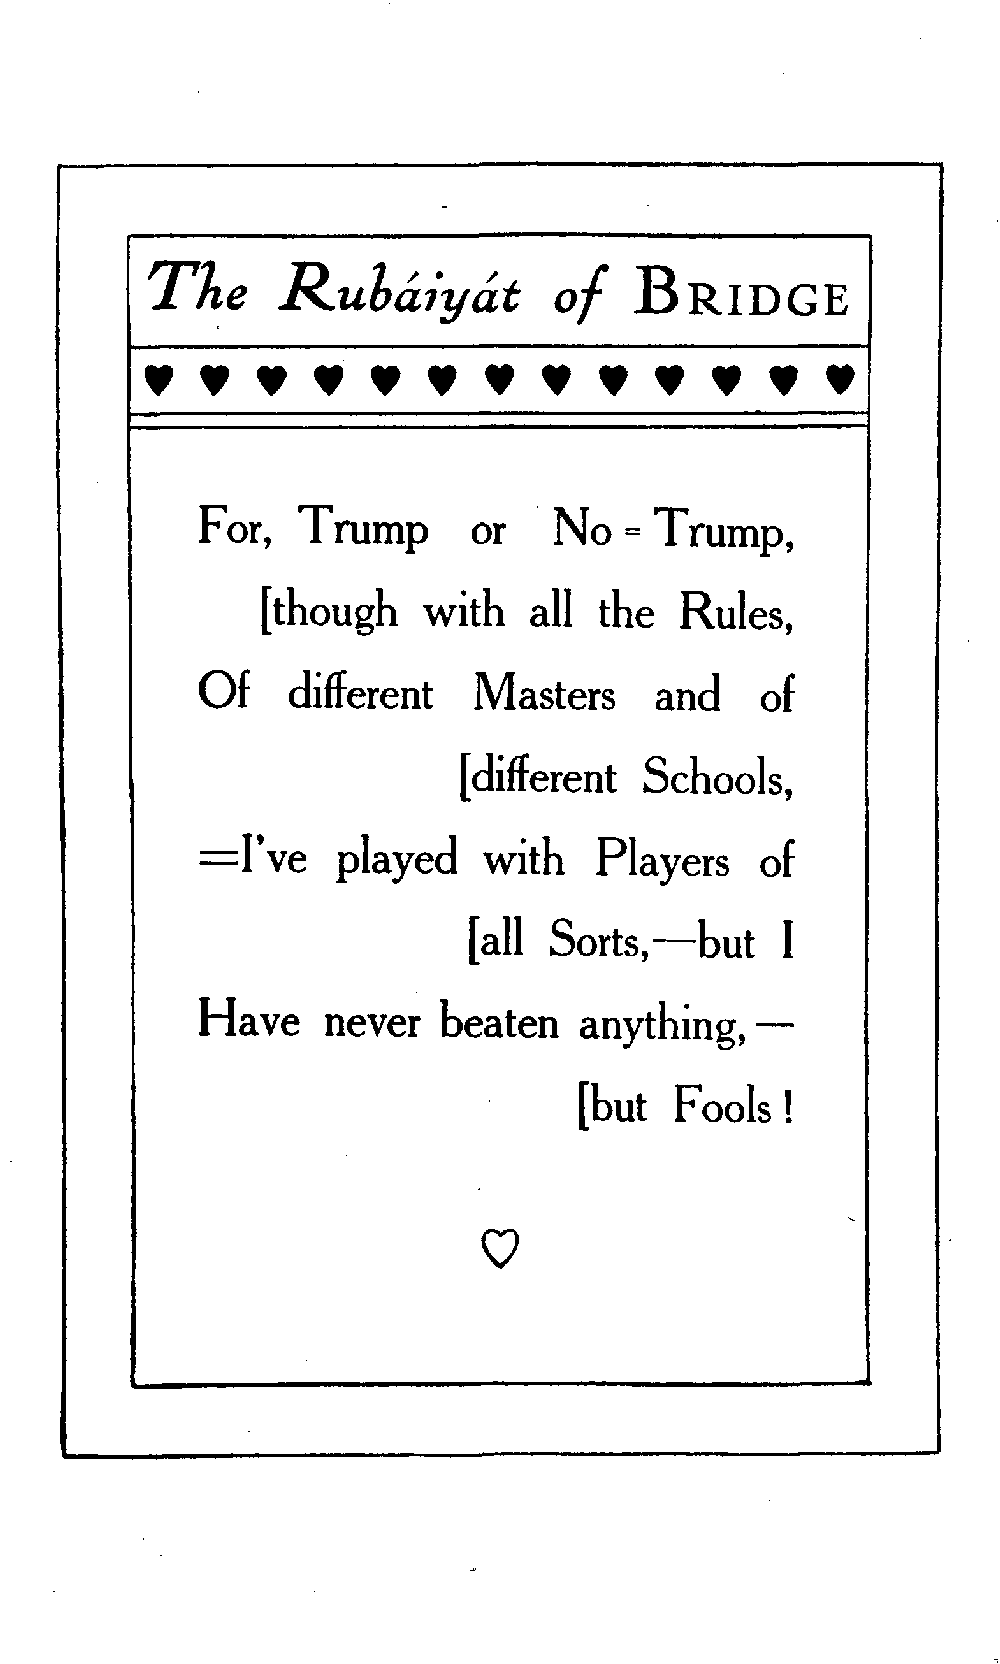 The Rubáiyát of BRIDGE
For, Trump or No=Trump,
[though with all the Rules,
Of different Masters and of
[different Schools,
=I've played with Players of
[all Sorts,—but I
Have never beaten anything,—
[but Fools!